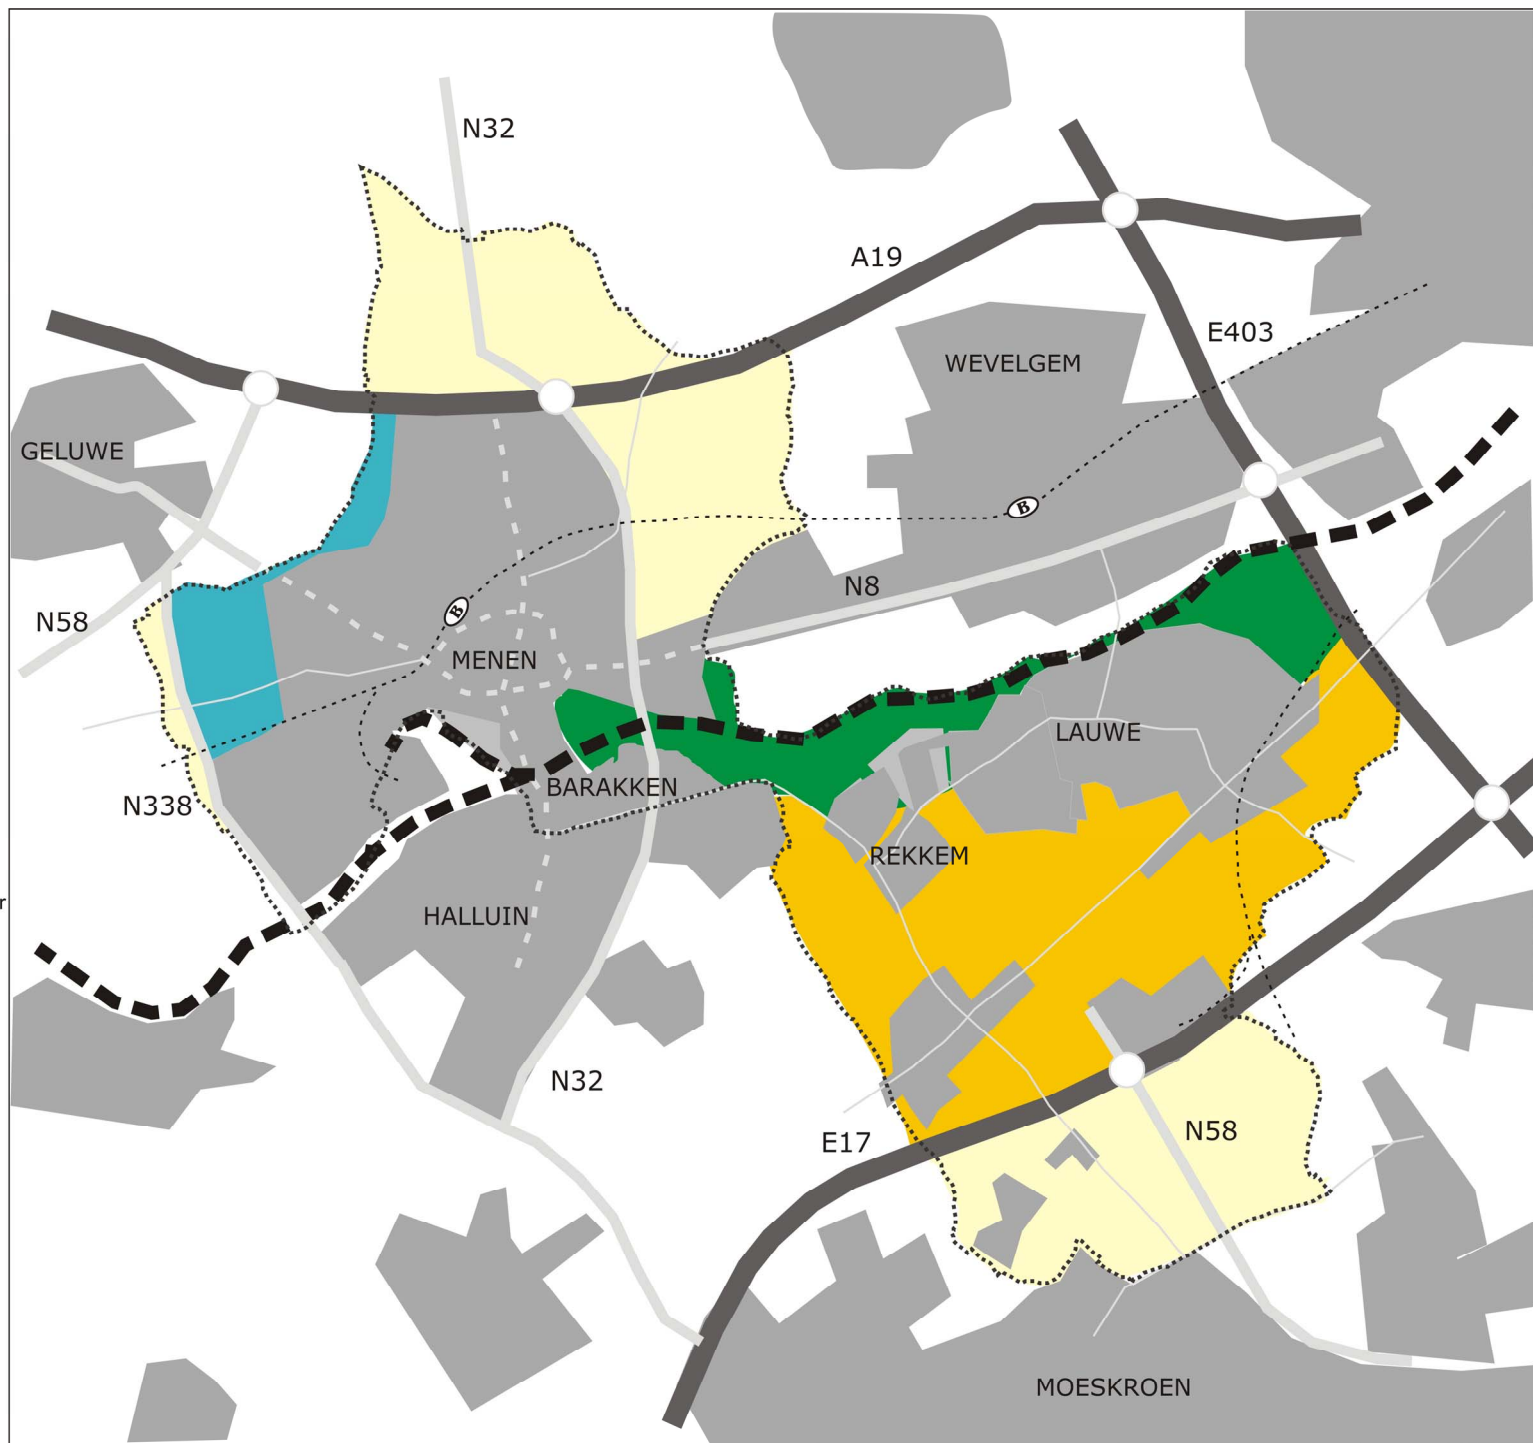 N32
A19
E403
WEVELGEM
GELUWE
B
N8
B
N58
MENEN
LAUWE
BARAKKEN
N338
REKKEM
r
HALLUIN
N32
E17
N58
MOESKROEN